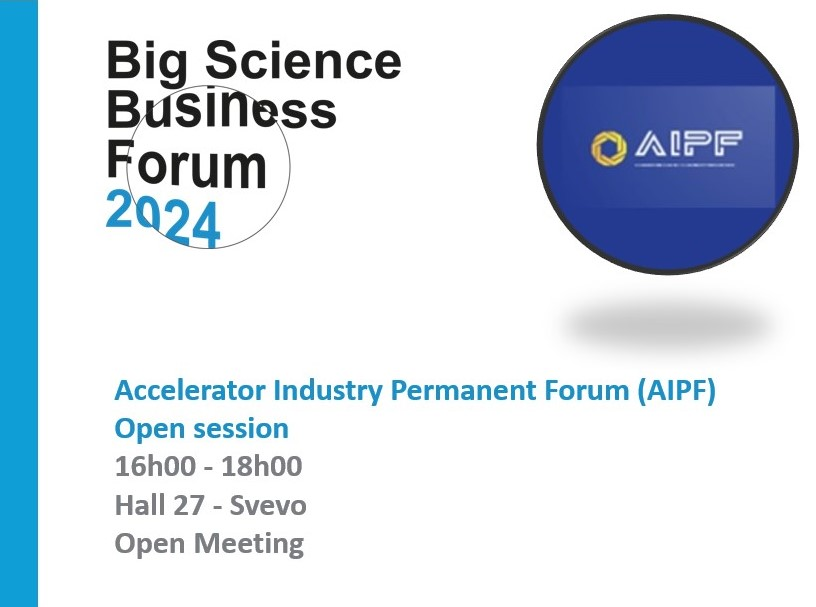 Big Science
Business
Forum
2024
AIPF
Accelerator Industry Permanent Forum (AIPF)
Open session
16h00 - 18h00
Hall 27 - Svevo
Open Meeting